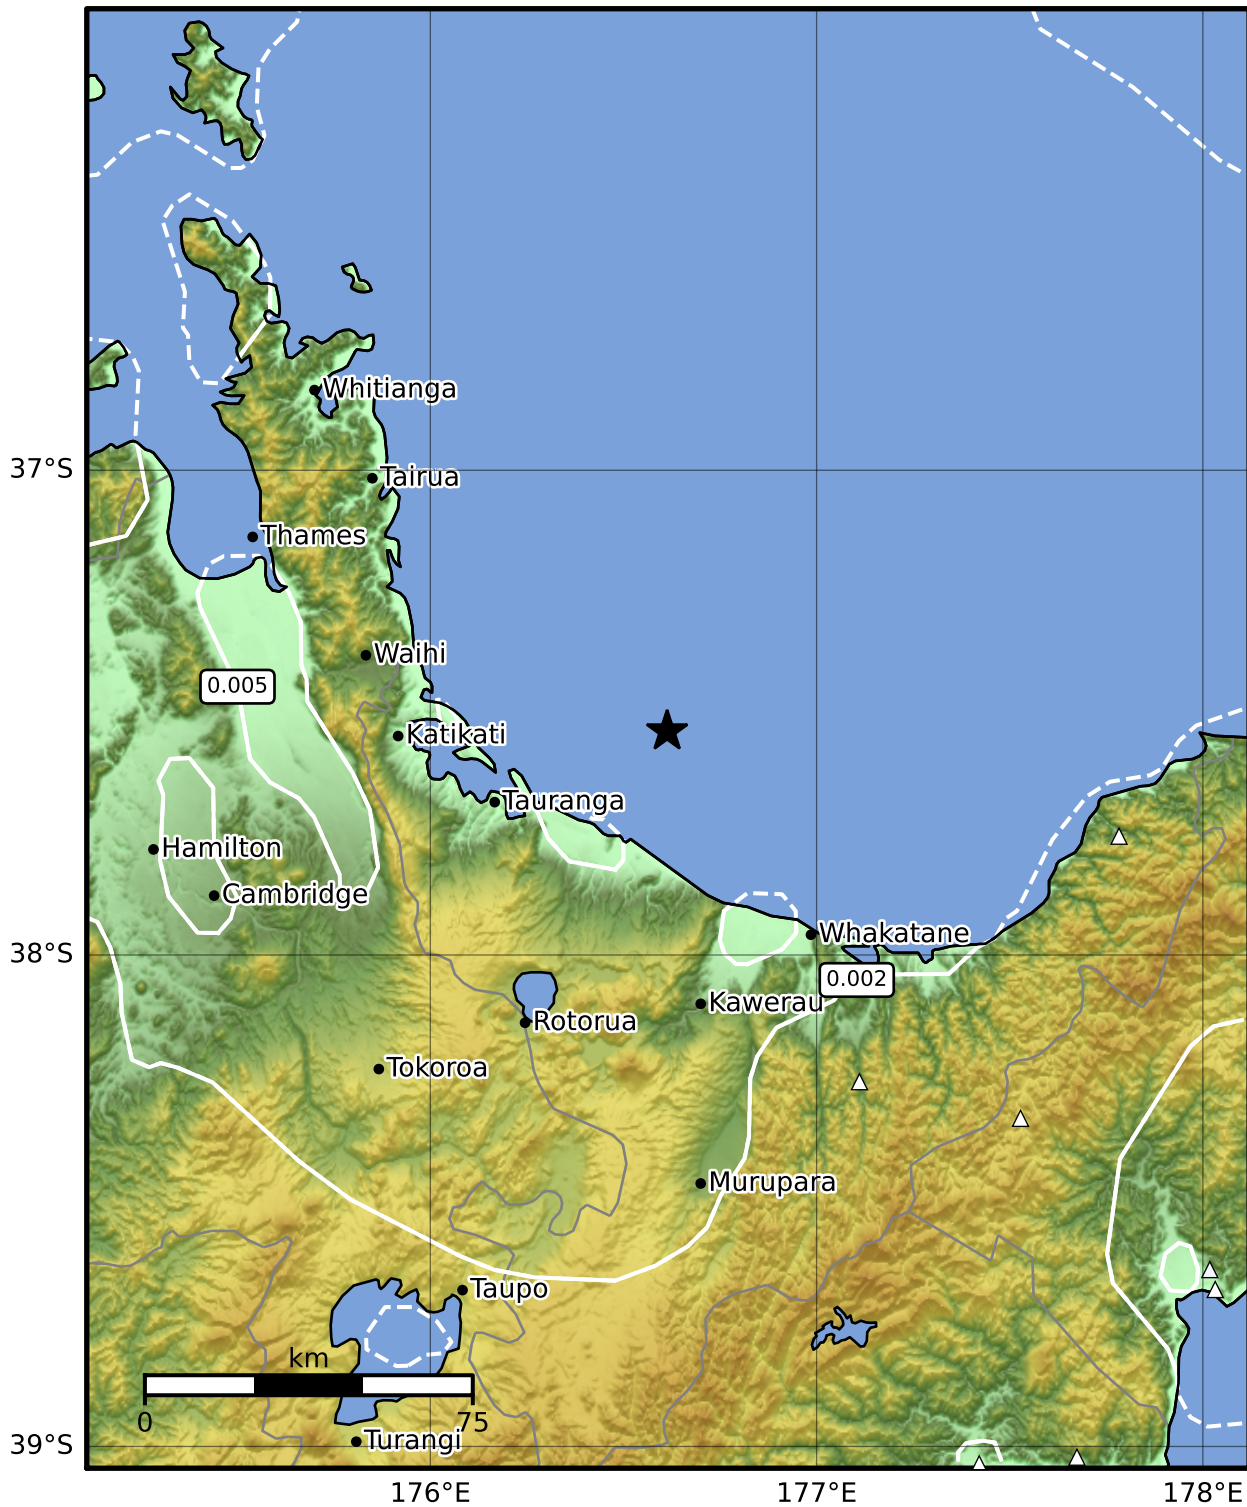 Whitianga
37°S
Tairua
Thames
Waihi
0.005
Katikati
Tauranga
Hamilton
Cambridge
Whakatane
38°S
0.002
Kawerau
Rotorua
Tokoroa
Murupara
Taupo
km
0
75
Turangi
39°S
176°E
177°E
178°E